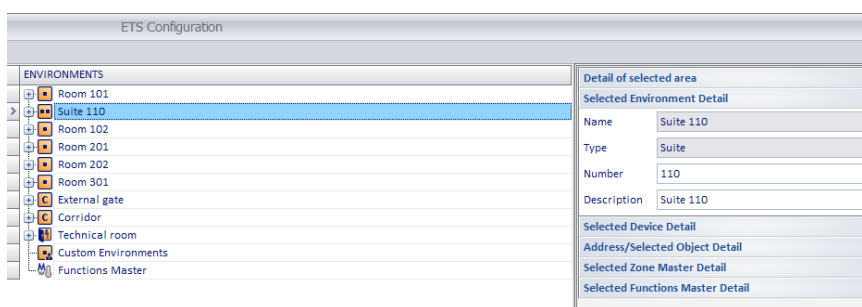 ETS Configuration
ENVIRONMENTS
Room 101
Suite 110
Room 102
Room 201
Room 202
Room 301
C External gate
C Corridor
Technical room
Custom Environments
Functions Master
Detail of selected area
Selected Environment Detail
Name Suite 110
Type Suite
Number 110
Description Suite 110
Selected Device Detail
Address/Selected Object Detail
Selected Zone Master Detail
Selected Functions Master Detail